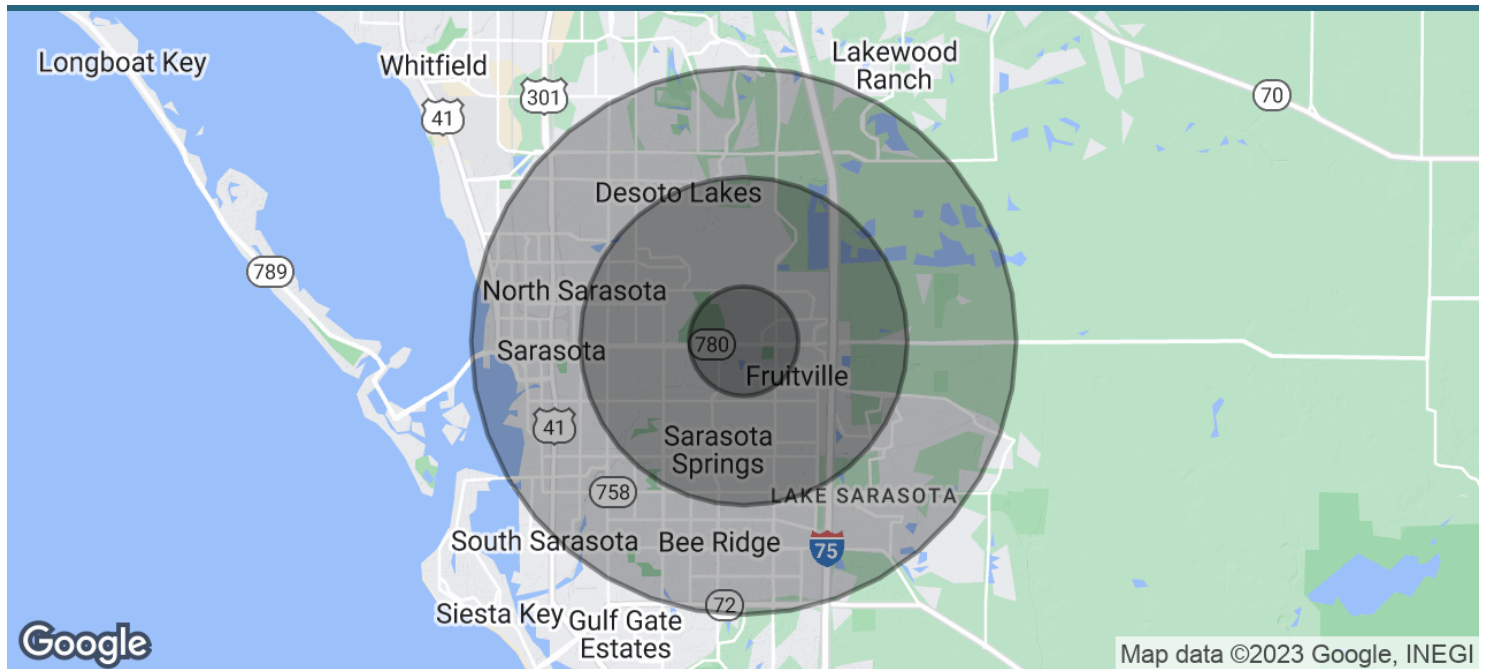 Longboat Key
Whitfield
Lakewood
Ranch
301
41
70
Desoto Lakes
789
North Sarasota
780
Sarasota
Fruitville
41
Sarasota
Springs
758
LAKE SARASOTA
South Sarasota
Bee Ridge
75
72
Siesta Key
Gulf Gate
Estates
Google
Map data ©2023 Google, INEGI